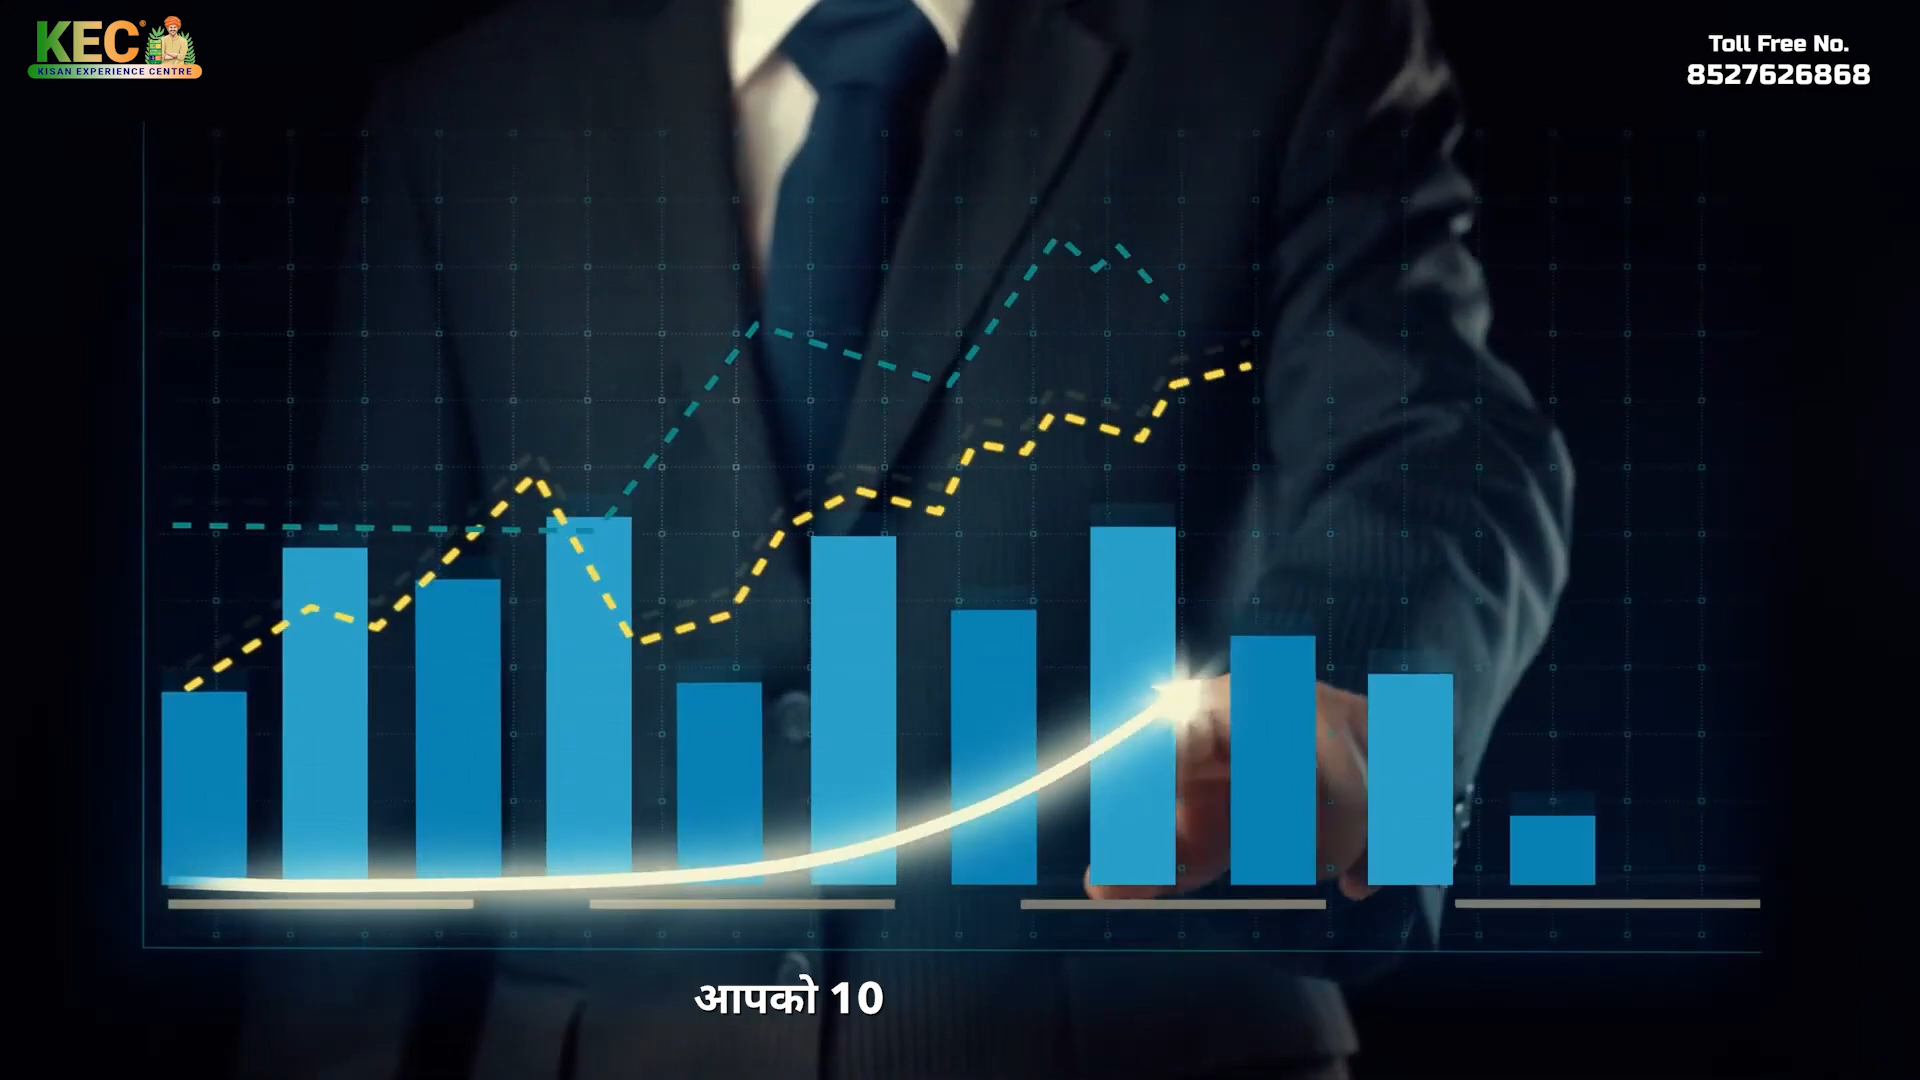 KEC
KISAN EXPERIENCE CENTRE
Toll Free No.
8527626868
आपको 10